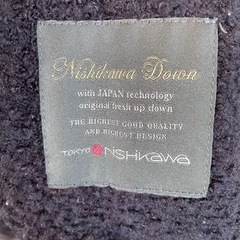 Nishikawa Down
with JAPAN technology
original fresh up down
THE HIGHEST GOOD QUALITY
AND HIGHEST DESIGN
TOKYO NISHIKAWA